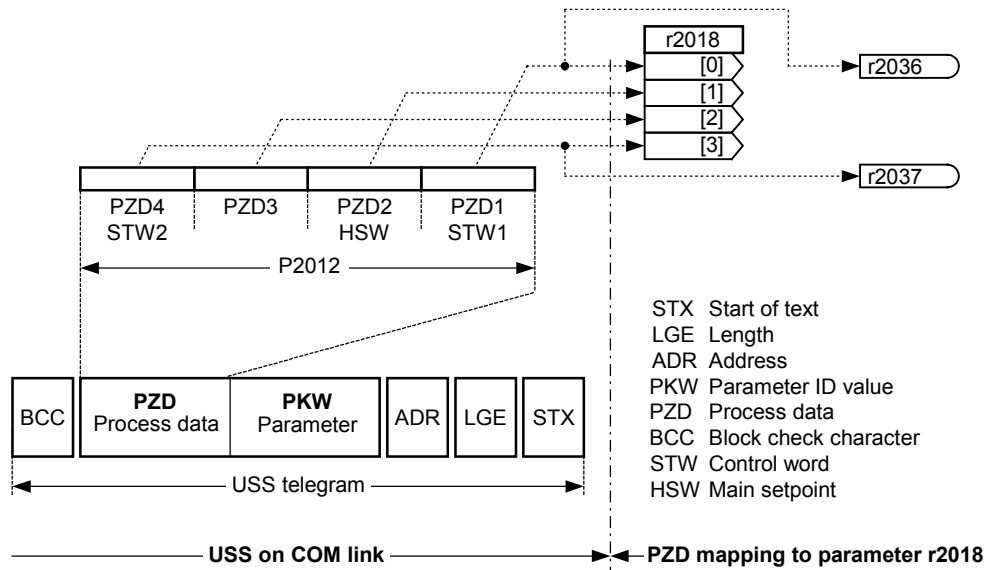 r2018
[0]
r2036
[1]
[2]
[3]
r2037
PZD4 PZD3 PZD2 PZD1
STW2 HSW STW1
P2012
STX Start of text
LGE Length
ADR Address
PKW Parameter ID value
PZD Process data
BCC Block check character
STW Control word
HSW Main setpoint
BCC
PZD
Process data
PKW
Parameter
ADR
LGE
STX
USS telegram
USS on COM link
PZD mapping to parameter r2018